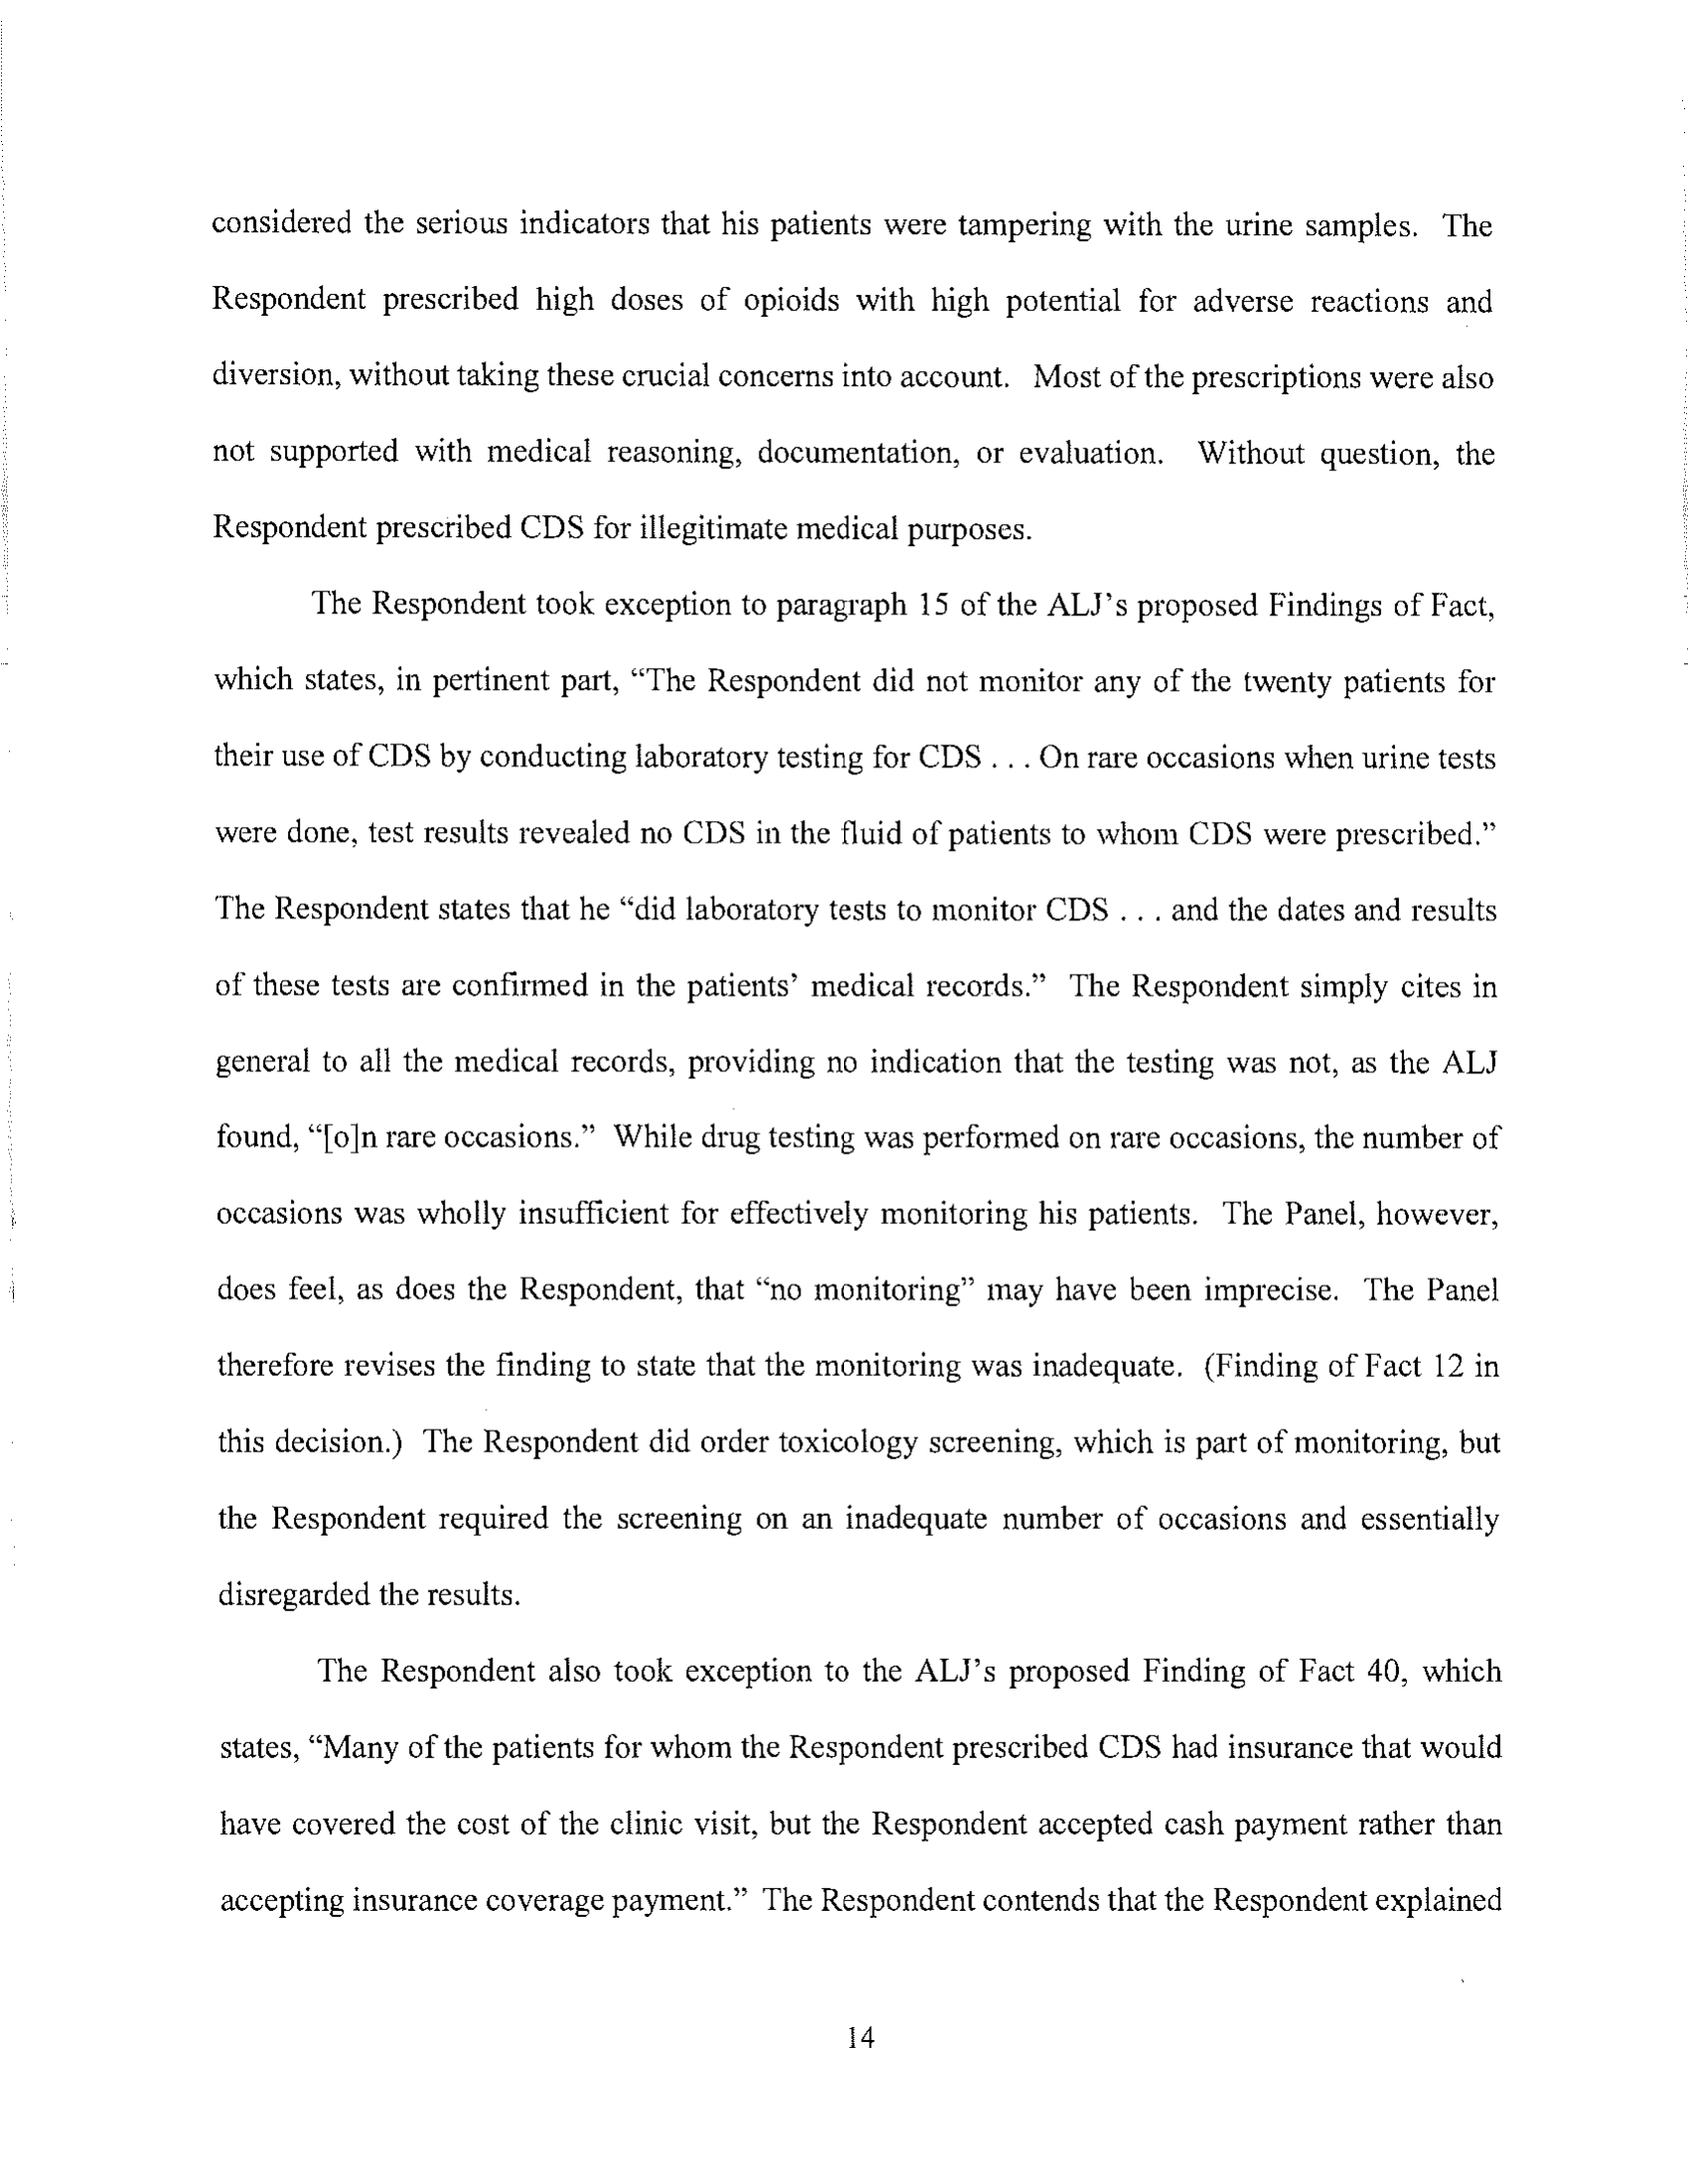 considered the serious indicators that his patients were tampering with the urine samples. The
Respondent prescribed high doses of opioids with high potential for adverse reactions and
diversion, without taking these crucial concerns into account. Most of the prescriptions were also
not supported with medical reasoning, documentation, or evaluation. Without question, the
Respondent prescribed CDS for illegitimate medical purposes.
The Respondent took exception to paragraph 15 of the ALJ's proposed Findings of Fact,
which states, in pertinent part, “The Respondent did not monitor any of the twenty patients for
their use of CDS by conducting laboratory testing for CDS . . . On rare occasions when urine tests
were done, test results revealed no CDS in the fluid of patients to whom CDS were prescribed.”
The Respondent states that he “did laboratory tests to monitor CDS . . . and the dates and results
of these tests are confirmed in the patients’ medical records.” The Respondent simply cites in
general to all the medical records, providing no indication that the testing was not, as the ALJ
found, “[o]n rare occasions.” While drug testing was performed on rare occasions, the number of
occasions was wholly insufficient for effectively monitoring his patients. The Panel, however,
does feel, as does the Respondent, that “no monitoring” may have been imprecise. The Panel
therefore revises the finding to state that the monitoring was inadequate. (Finding of Fact 12 in
this decision.) The Respondent did order toxicology screening, which is part of monitoring, but
the Respondent required the screening on an inadequate number of occasions and essentially
disregarded the results.
The Respondent also took exception to the ALJ’s proposed Finding of Fact 40, which
states, “Many of the patients for whom the Respondent prescribed CDS had insurance that would
have covered the cost of the clinic visit, but the Respondent accepted cash payment rather than
accepting insurance coverage payment.” The Respondent contends that the Respondent explained
14